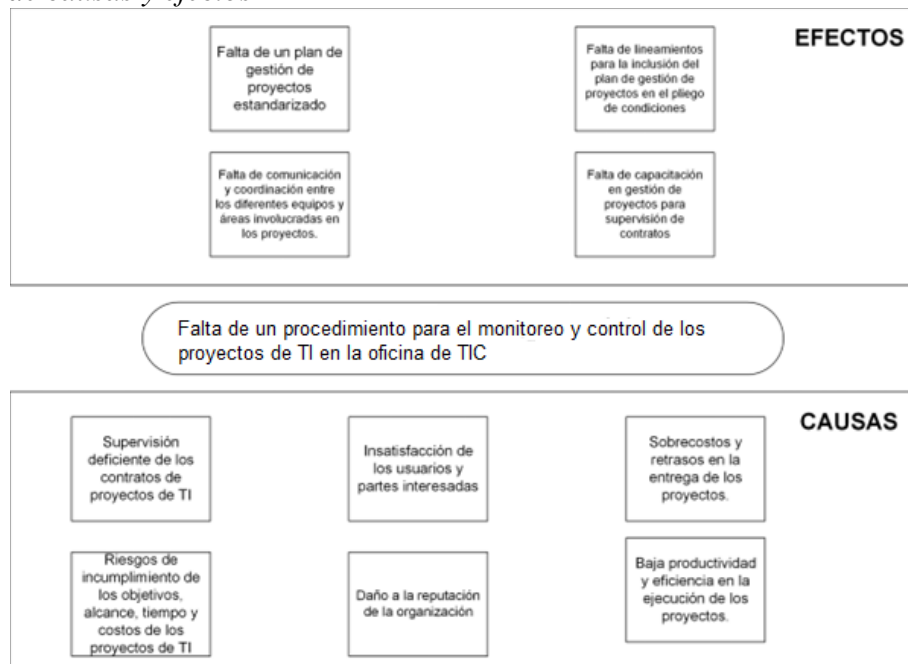 de causas y efectos
EFECTOS
Falta de un plan de
gestión de
proyectos
estandarizado
Falta de lineamientos
para la inclusión del
plan de gestión de
proyectos en el pliego
de condiciones
Falta de comunicación
y coordinación entre
los diferentes equipos y
áreas involucradas en
los proyectos.
Falta de capacitación
en gestión de
proyectos para
supervisión de
contratos
Falta de un procedimiento para el monitoreo y control de los
proyectos de TI en la oficina de TIC
CAUSAS
Supervisión
deficiente de los
contratos de
proyectos de TI
Insatisfacción de
los usuarios y
partes interesadas
Sobrecostos y
retrasos en la
entrega de los
proyectos.
Riesgos de
incumplimiento de
los objetivos,
alcance, tiempo y
costos de los
proyectos de TI
Daño a la reputación
de la organización
Baja productividad
y eficiencia en la
ejecución de los
proyectos.